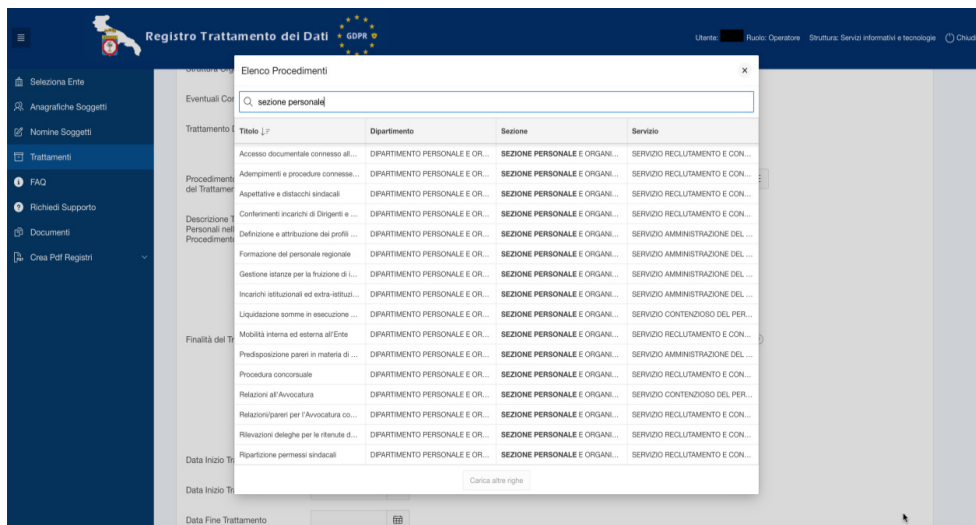 Registro Trattamento dei Dati
GDPR
Utente:
Ruolo: Operatore
Struttura: Servizi informativi e tecnologie
Chiudi
Seleziona Ente
Anagrafiche Soggetti
Nomine Soggetti
Trattamenti
FAQ
Richiedi Supporto
Documenti
Crea Pdf Registri
Elenco Procedimenti
sezione personale
Titolo Dipartimento Sezione Servizio
Accesso documentale connesso all... DIPARTIMENTO PERSONALE E OR... SEZIONE PERSONALE E ORGANI... SERVIZIO RECLUTAMENTO E CON...
Adempimenti e procedure connesse... DIPARTIMENTO PERSONALE E OR... SEZIONE PERSONALE E ORGANI... SERVIZIO RECLUTAMENTO E CON...
Aspettative e distacchi sindacali DIPARTIMENTO PERSONALE E OR... SEZIONE PERSONALE E ORGANI... SERVIZIO RECLUTAMENTO E CON...
Conferimenti incarichi di Dirigenti e ... DIPARTIMENTO PERSONALE E OR... SEZIONE PERSONALE E ORGANI... SERVIZIO RECLUTAMENTO E CON...
Definizione e attribuzione dei profili ... DIPARTIMENTO PERSONALE E OR... SEZIONE PERSONALE E ORGANI... SERVIZIO AMMINISTRAZIONE DEL ...
Formazione del personale regionale DIPARTIMENTO PERSONALE E OR... SEZIONE PERSONALE E ORGANI... SERVIZIO AMMINISTRAZIONE DEL ...
Gestione istanze per la fruizione di i... DIPARTIMENTO PERSONALE E OR... SEZIONE PERSONALE E ORGANI... SERVIZIO AMMINISTRAZIONE DEL ...
Incarichi istituzionali ed extra-istituzi... DIPARTIMENTO PERSONALE E OR... SEZIONE PERSONALE E ORGANI... SERVIZIO AMMINISTRAZIONE DEL ...
Liquidazione somme in esecuzione ... DIPARTIMENTO PERSONALE E OR... SEZIONE PERSONALE E ORGANI... SERVIZIO CONTENZIOSO DEL PER...
Mobilità interna ed esterna all'Ente DIPARTIMENTO PERSONALE E OR... SEZIONE PERSONALE E ORGANI... SERVIZIO RECLUTAMENTO E CON...
Predisposizione pareri in materia di ... DIPARTIMENTO PERSONALE E OR... SEZIONE PERSONALE E ORGANI... SERVIZIO AMMINISTRAZIONE DEL ...
Procedura concorsuale DIPARTIMENTO PERSONALE E OR... SEZIONE PERSONALE E ORGANI... SERVIZIO RECLUTAMENTO E CON...
Relazioni all'Avvocatura DIPARTIMENTO PERSONALE E OR... SEZIONE PERSONALE E ORGANI... SERVIZIO CONTENZIOSO DEL PER...
Relazioni/pareri per l'Avvocatura co... DIPARTIMENTO PERSONALE E OR... SEZIONE PERSONALE E ORGANI... SERVIZIO RECLUTAMENTO E CON...
Rilevazioni deleghe per le ritenute d... DIPARTIMENTO PERSONALE E OR... SEZIONE PERSONALE E ORGANI... SERVIZIO RECLUTAMENTO E CON...
Ripartizione permessi sindacali DIPARTIMENTO PERSONALE E OR... SEZIONE PERSONALE E ORGANI... SERVIZIO RECLUTAMENTO E CON...
Carica altre righe
Eventuali Con
Trattamento
Procedimento
del Trattamen
Descrizione T
Personali nell
Procedimento
Finalità del Tr
Data Inizio Tr
Data Inizio Tr
Data Fine Trattamento